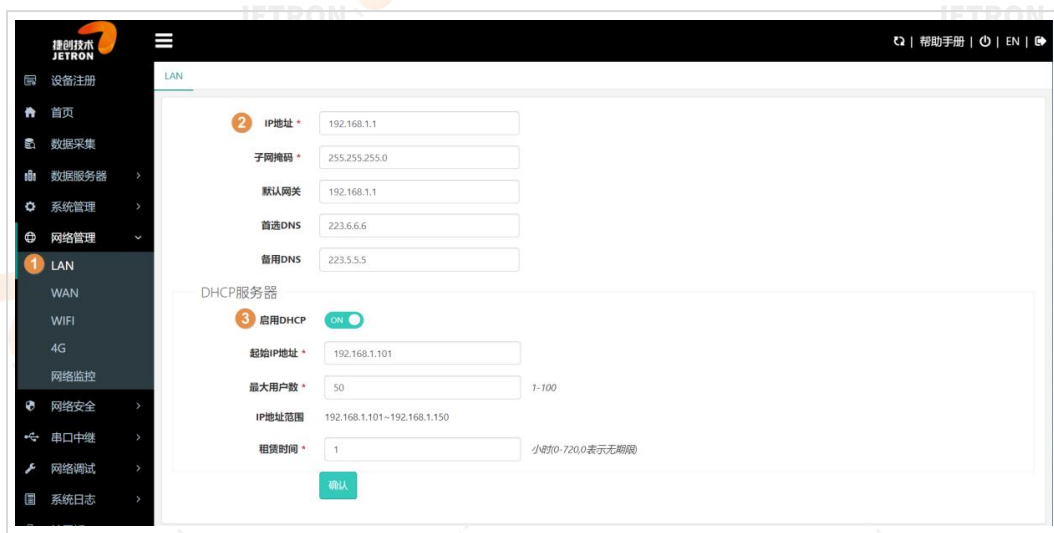 JETRON
JETRON
捷创技术
JETRON
| 帮助手册 | | EN |
设备注册
首页
数据采集
数据服务器
系统管理
网络管理
1 LAN
WAN
WIFI
4G
网络监控
网络安全
串口中继
网络调试
系统日志
LAN
2 IP地址 * 192.168.1.1
子网掩码 * 255.255.255.0
默认网关 192.168.1.1
首选DNS 223.6.6.6
备用DNS 223.5.5.5
DHCP服务器
3 启用DHCP ON
起始IP地址 * 192.168.1.101
最大用户数 * 50 1-100
IP地址范围 192.168.1.101~192.168.1.150
租赁时间 * 1 小时(0-720,0表示无期限)
确认